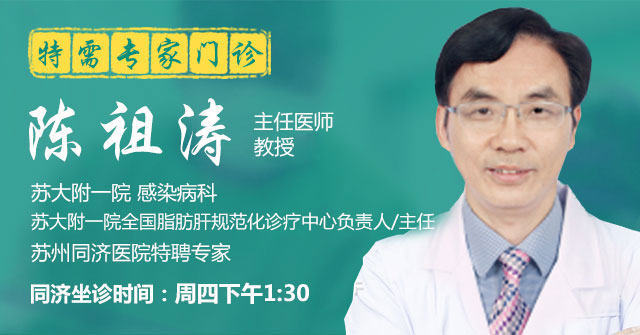 特需专家门诊
陈祖涛
主任医师
教授
苏大附一院 感染病科
苏大附一院全国脂肪肝规范化诊疗中心负责人/主任
苏州同济医院特聘专家
同济坐诊时间：周四下午1:30